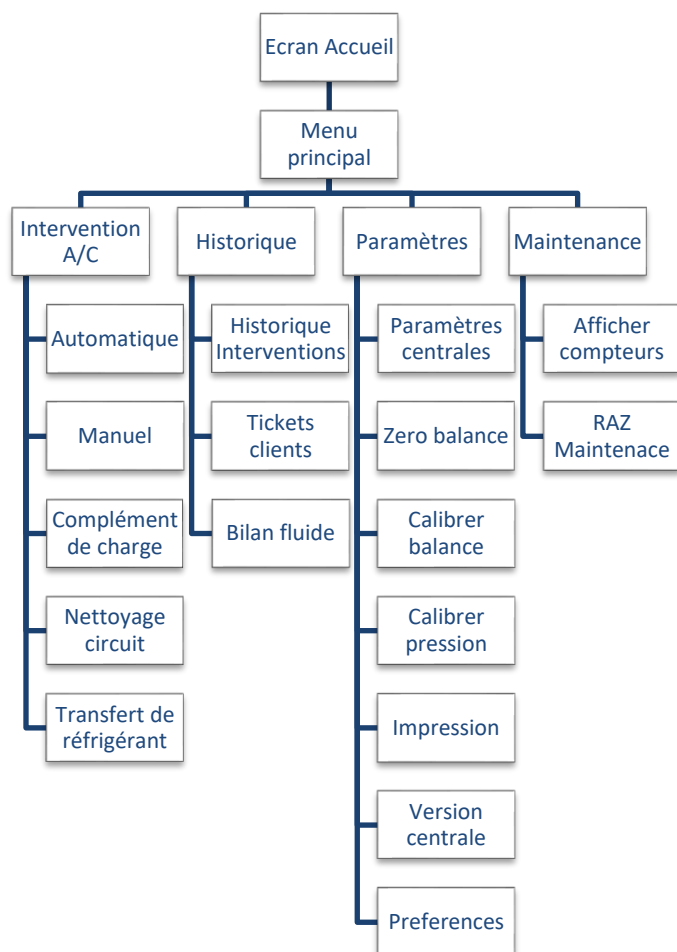 Ecran Accueil
Menu
principal
Intervention
A/C
Historique
Paramètres
Maintenance
Automatique
Manuel
Complément
de charge
Nettoyage
circuit
Transfert de
réfrigérant
Historique
Interventions
Tickets
clients
Bilan fluide
Paramètres
centrales
Zero balance
Calibrer
balance
Calibrer
pression
Impression
Version
centrale
Preferences
Afficher
compteurs
RAZ
Maintenace